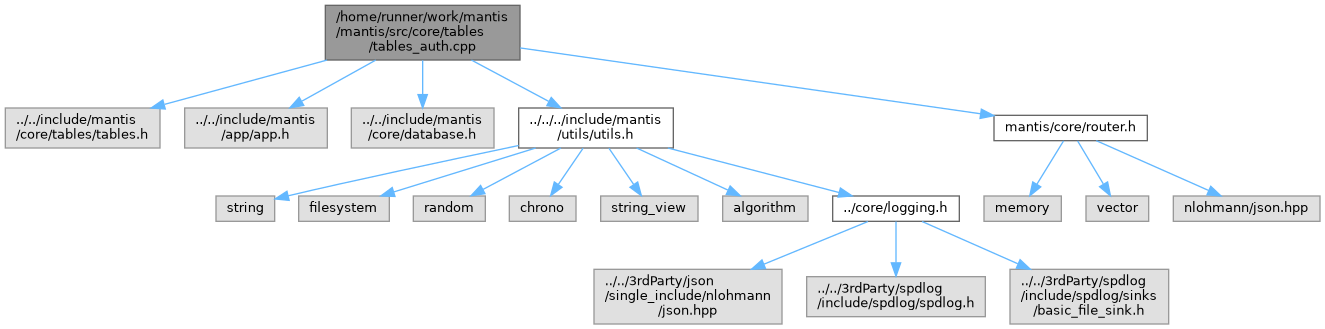 /home/runner/work/mantis
/mantis/src/core/tables
/tables_auth.cpp
../../include/mantis
/core/tables/tables.h
../../include/mantis
/app/app.h
../../include/mantis
/core/database.h
../../../include/mantis
/utils/utils.h
mantis/core/router.h
string
filesystem
random
chrono
string_view
algorithm
../core/logging.h
memory
vector
nlohmann/json.hpp
../../3rdParty/json
/single_include/nlohmann
/json.hpp
../../3rdParty/spdlog
/include/spdlog/spdlog.h
../../3rdParty/spdlog
/include/spdlog/sinks
/basic_file_sink.h